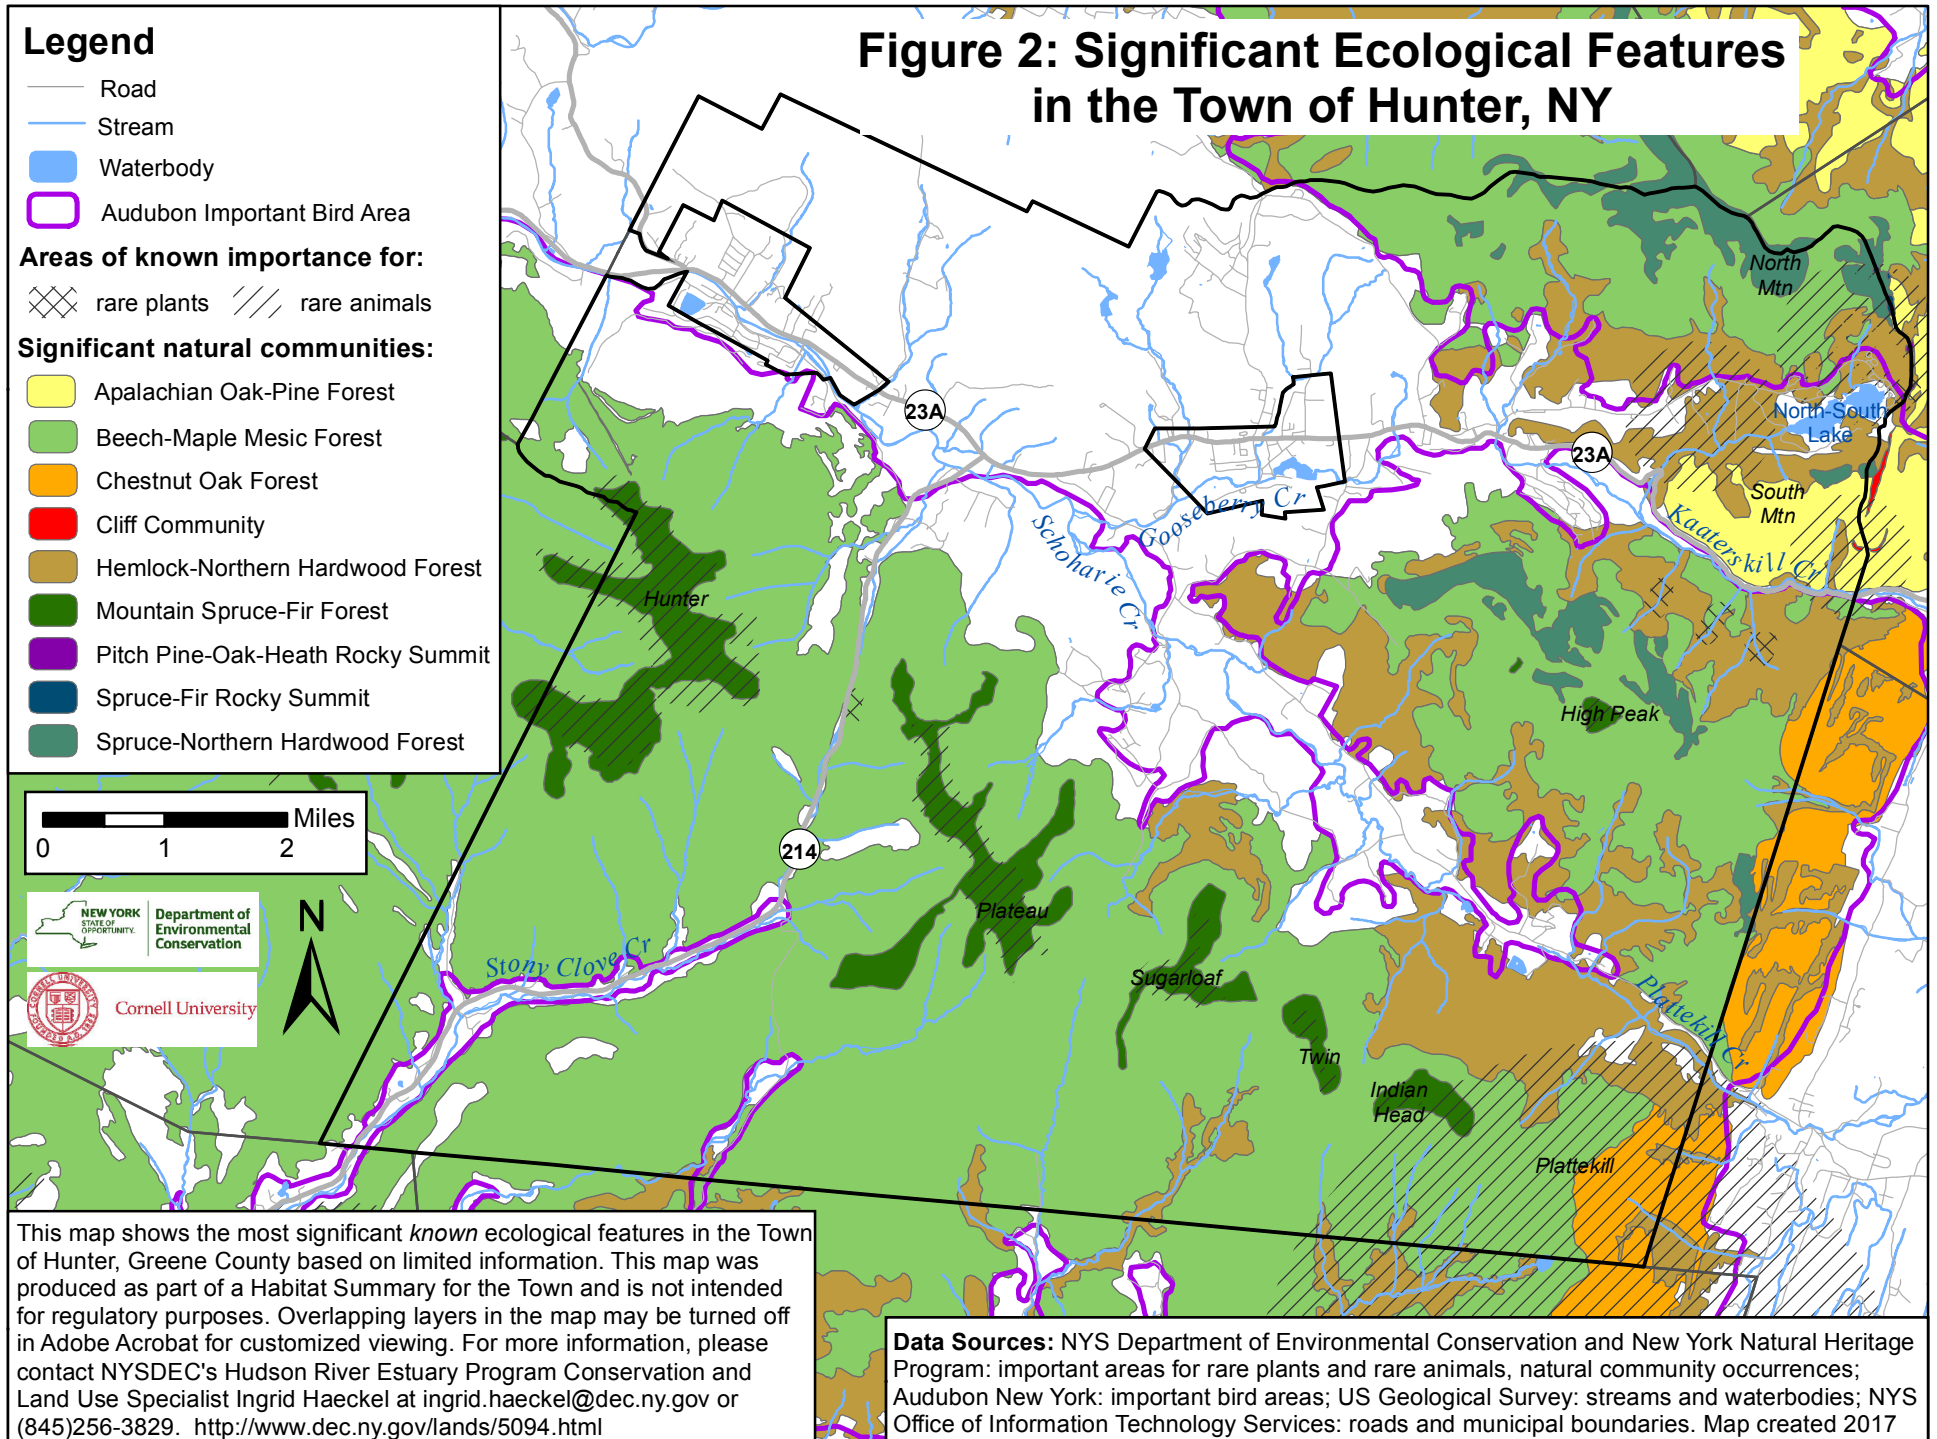 Figure 2: Significant Ecological Features
in the Town of Hunter, NY
Legend
Road
Stream
Waterbody
Audubon Important Bird Area
Areas of known importance for:
rare plants
rare animals
Significant natural communities:
Apalachian Oak-Pine Forest
Beech-Maple Mesic Forest
Chestnut Oak Forest
Cliff Community
Hemlock-Northern Hardwood Forest
Mountain Spruce-Fir Forest
Pitch Pine-Oak-Heath Rocky Summit
Spruce-Fir Rocky Summit
Spruce-Northern Hardwood Forest
Miles
0 1 2
NEW YORK
STATE OF
OPPORTUNITY.
Department of
Environmental
Conservation
CORNELL UNIVERSITY
FOUNDED A.D. 1865
Cornell University
N
North
Mtn
North-South
Lake
23A
23A
South
Mtn
Kaaterskill Cr
Gooseberry Cr
Schoharie Cr
Hunter
High Peak
214
Plateau
Stony Clove Cr
Sugarloaf
Twin
Indian
Head
Plattekill Cr
Plattekill
This map shows the most significant known ecological features in the Town
of Hunter, Greene County based on limited information. This map was
produced as part of a Habitat Summary for the Town and is not intended
for regulatory purposes. Overlapping layers in the map may be turned off
in Adobe Acrobat for customized viewing. For more information, please
contact NYSDEC's Hudson River Estuary Program Conservation and
Land Use Specialist Ingrid Haeckel at ingrid.haeckel@dec.ny.gov or
(845)256-3829. http://www.dec.ny.gov/lands/5094.html
Data Sources: NYS Department of Environmental Conservation and New York Natural Heritage
Program: important areas for rare plants and rare animals, natural community occurrences;
Audubon New York: important bird areas; US Geological Survey: streams and waterbodies; NYS
Office of Information Technology Services: roads and municipal boundaries. Map created 2017